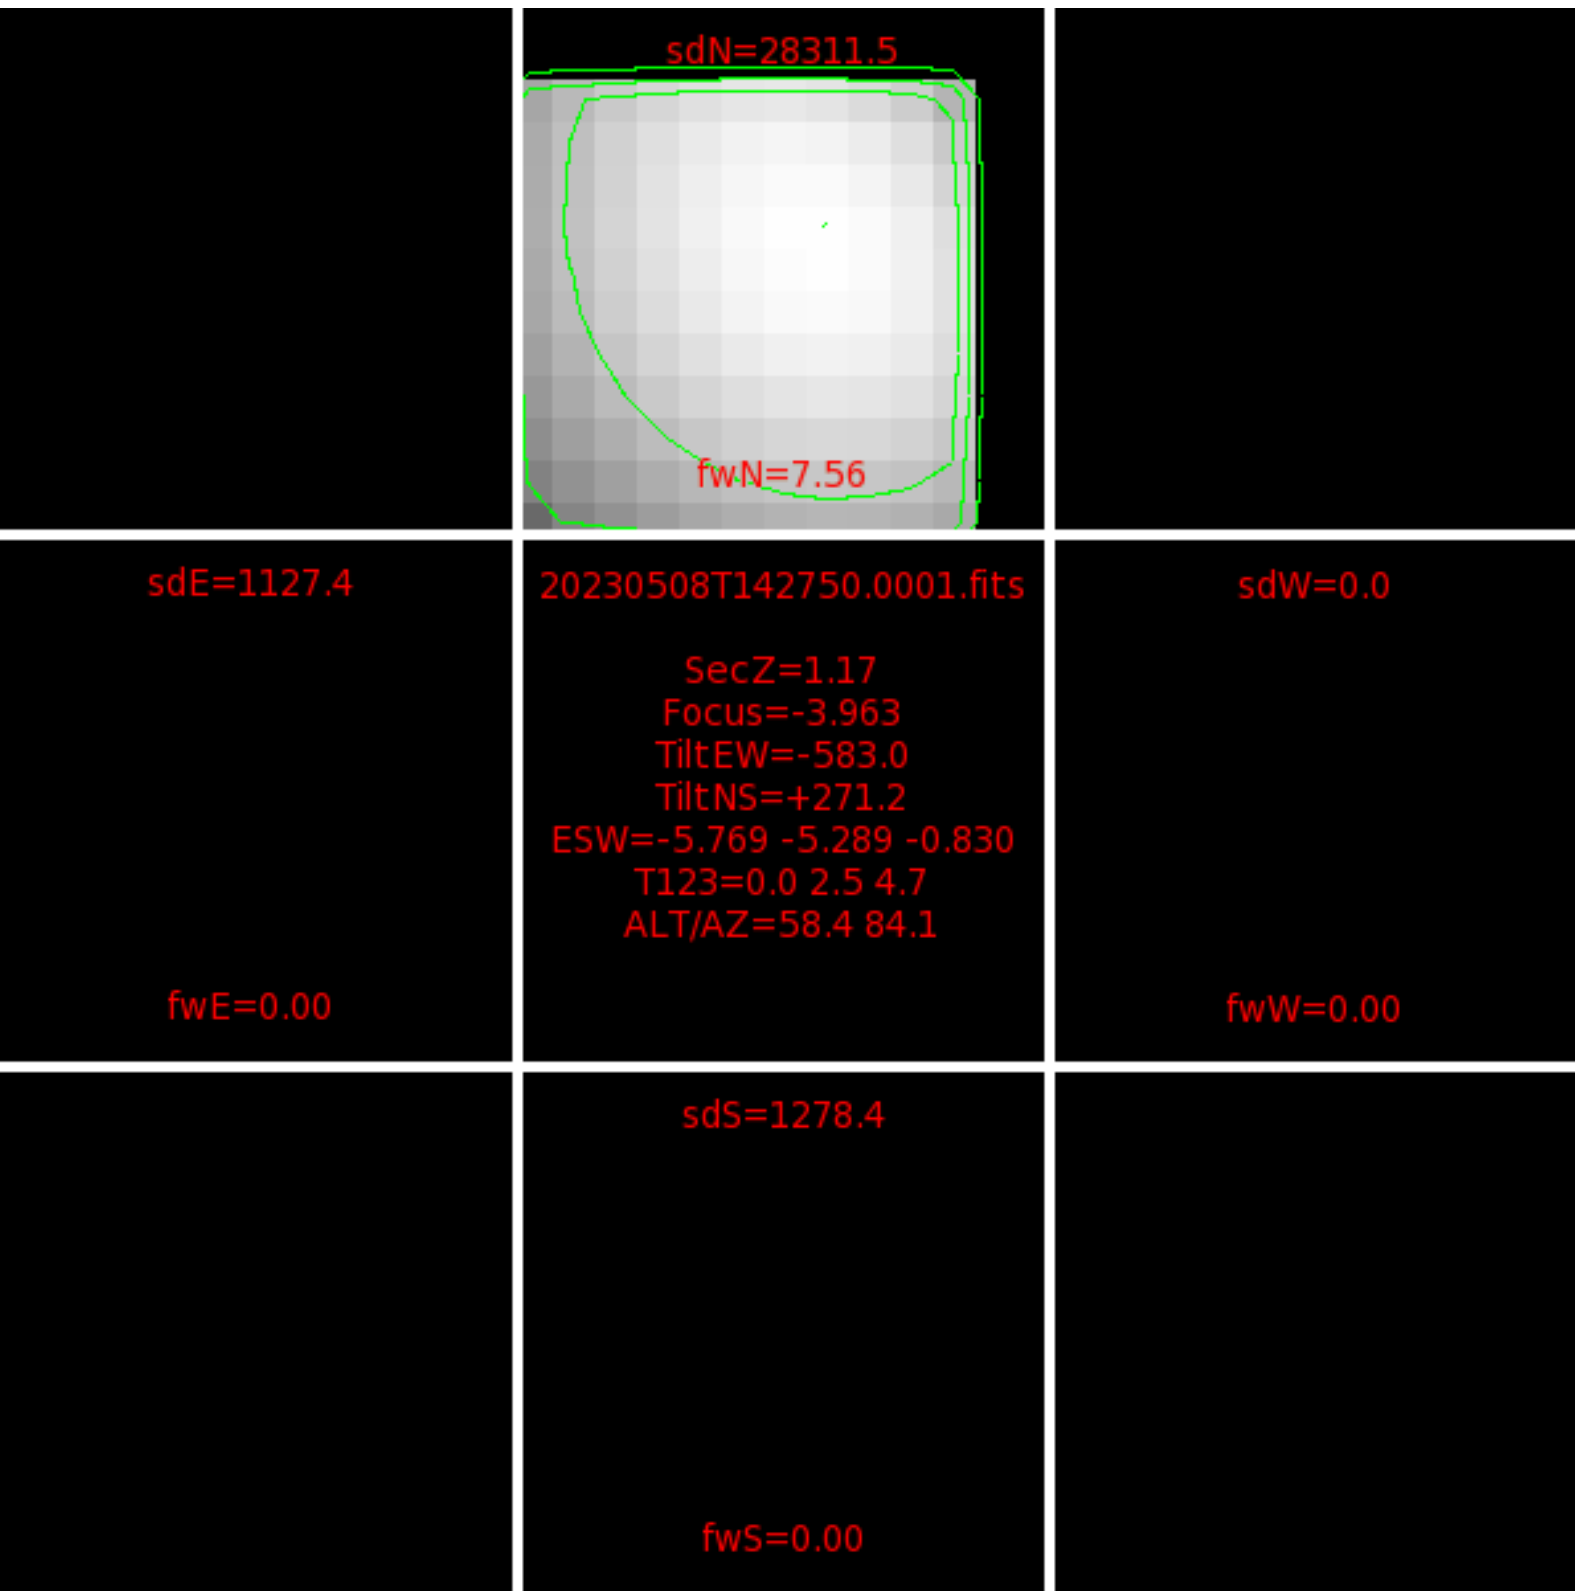 sdN=28311.5
fwN=7.56
sdE=1127.4
fwE=0.00
20230508T142750.0001.fits
SecZ=1.17
Focus=-3.963
TiltEW=-583.0
TiltNS=+271.2
ESW=-5.769 -5.289 -0.830
T123=0.0 2.5 4.7
ALT/AZ=58.4 84.1
sdW=0.0
fwW=0.00
sdS=1278.4
fwS=0.00